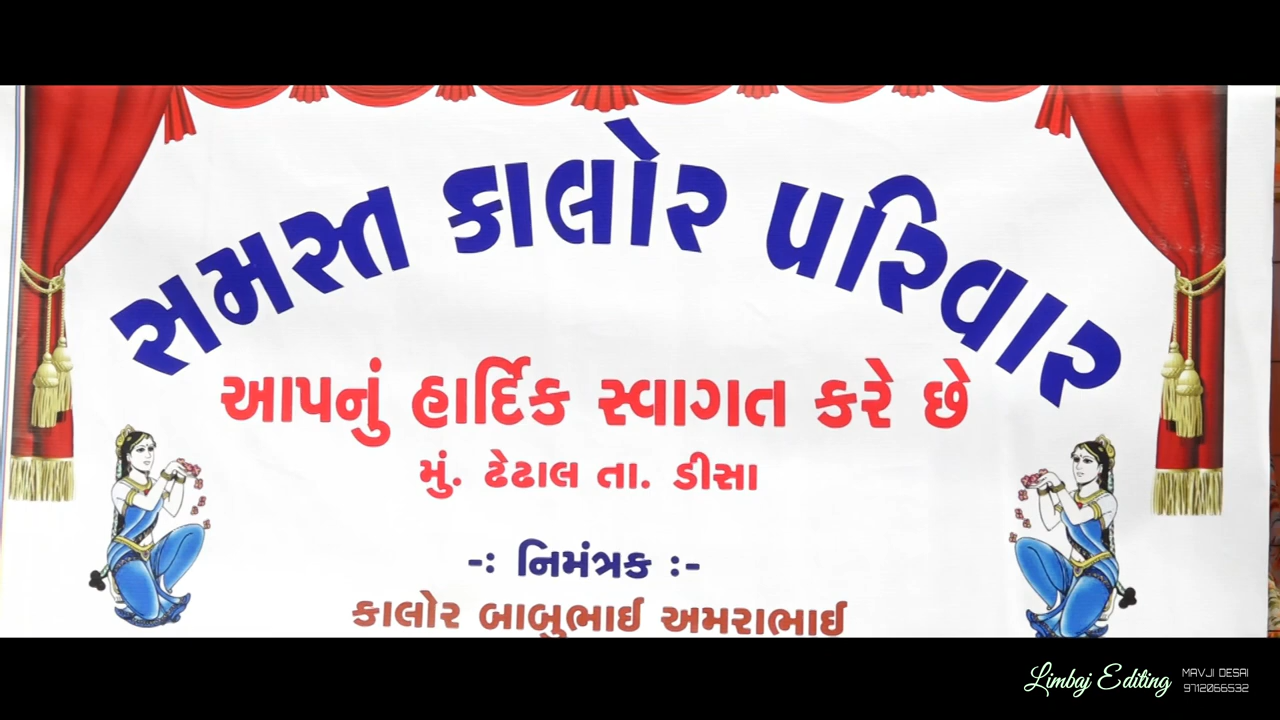 સમસ્ત કાલોર પરિવાર
આપનું હાર્દિક સ્વાગત કરે છે
મું. ઢેઢાલ તા. ડીસા
-: નિમંત્રક :-
કાલોર બાબુભાઈ અમરાભાઈ
Limbaj Editing
MAVJI DESAI
9712066532